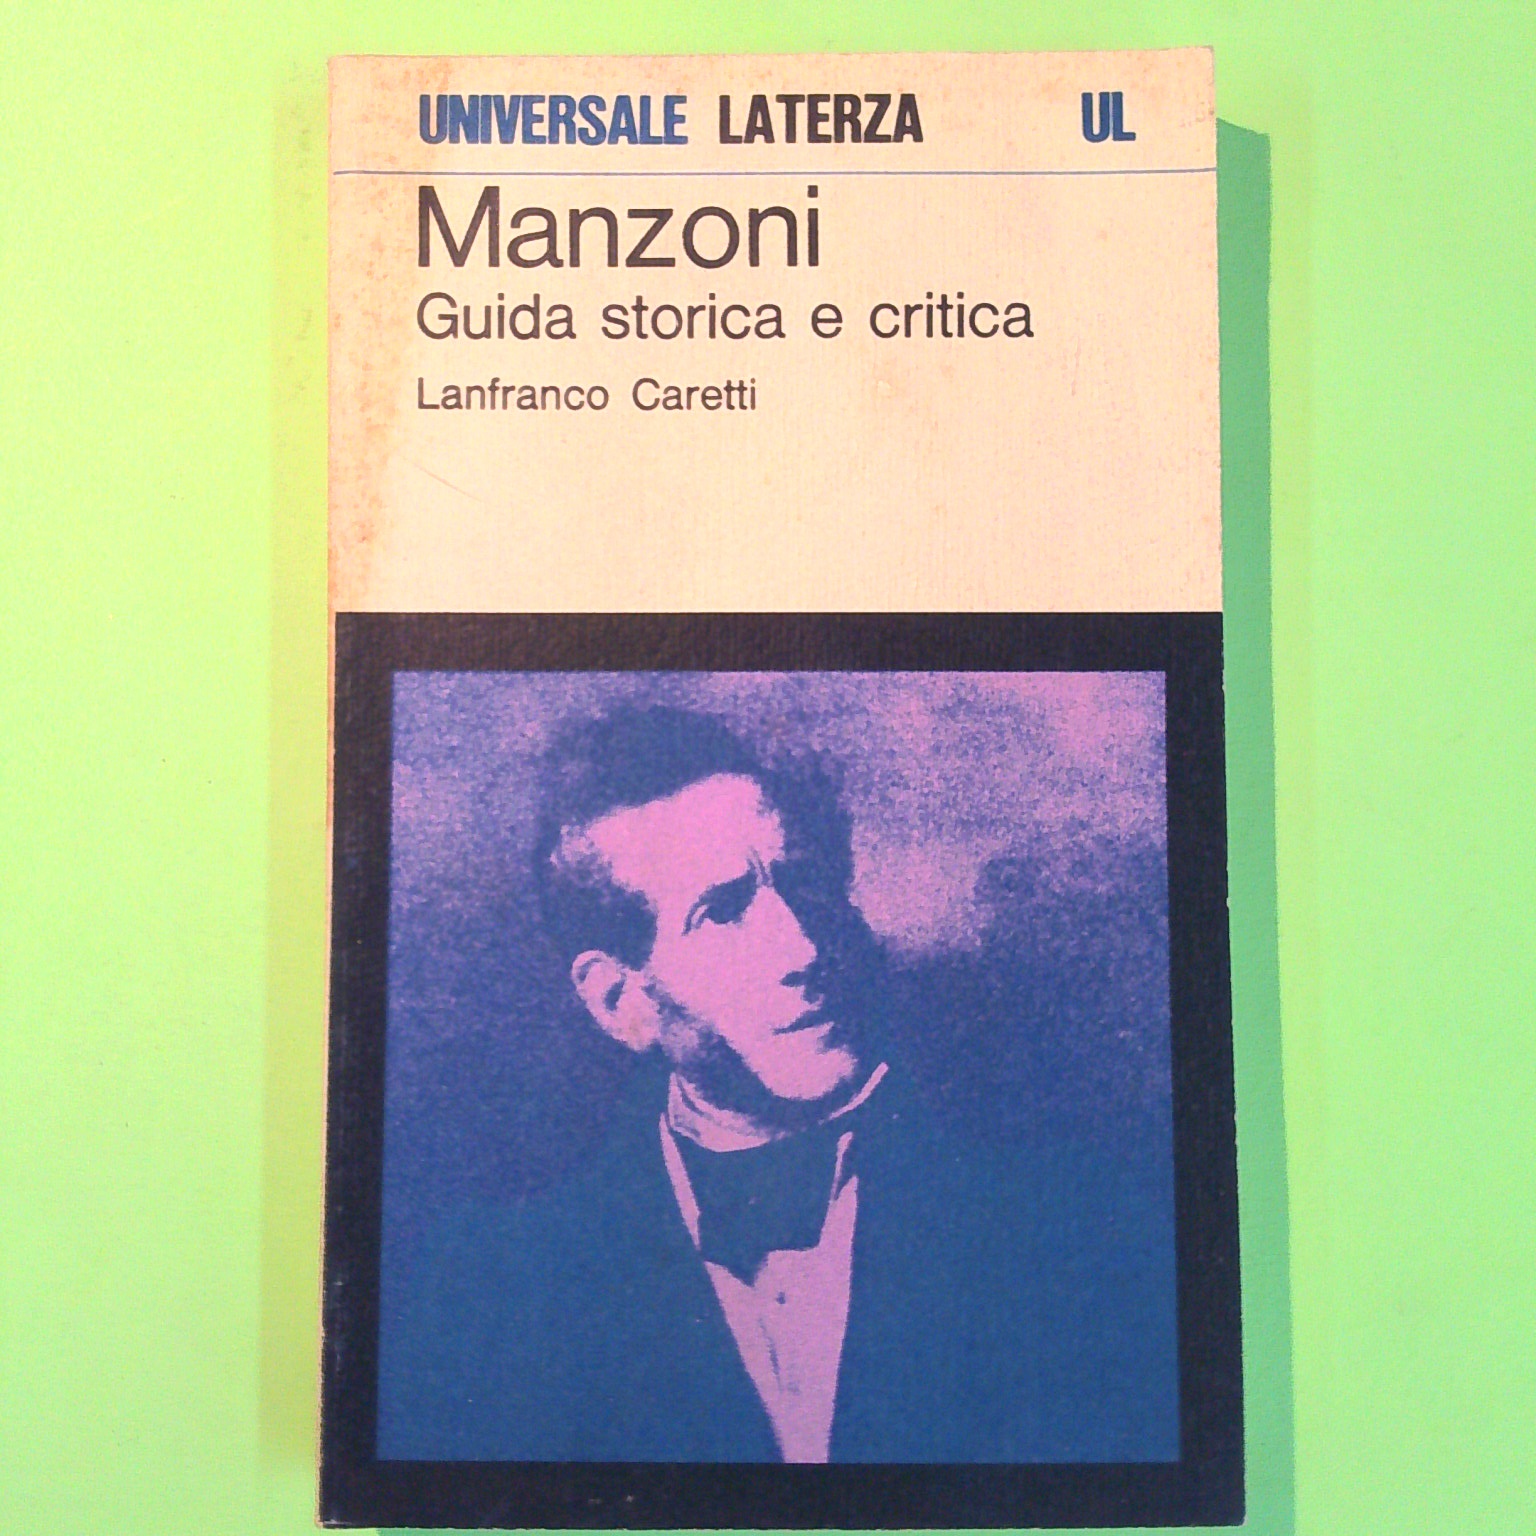 UNIVERSALE LATERZA UL
Manzoni
Guida storica e critica
Lanfranco Caretti